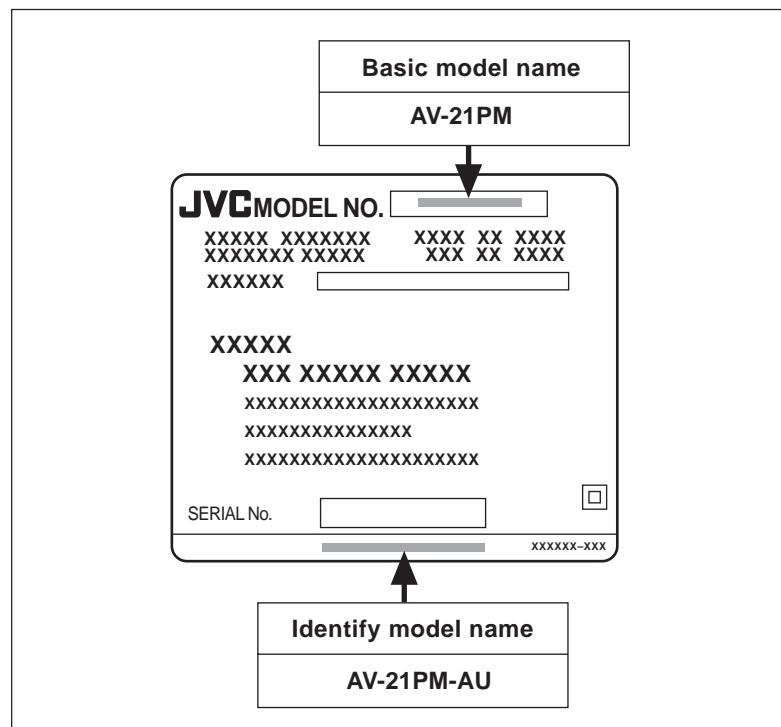 Basic model name
AV-21PM
JVC MODEL NO.
XXXXX XXXXXXX XXXX XX XXXX
XXXXXXX XXXXX XXX XX XXXX
XXXXXX
XXXXX
XXX XXXXX XXXXX
XXXXXXXXXXXXXXXXXXXXX
XXXXXXXXXXXXXXX
XXXXXXXXXXXXXXXXXXXXX
SERIAL No.
XXXXXX–XXX
Identify model name
AV-21PM-AU